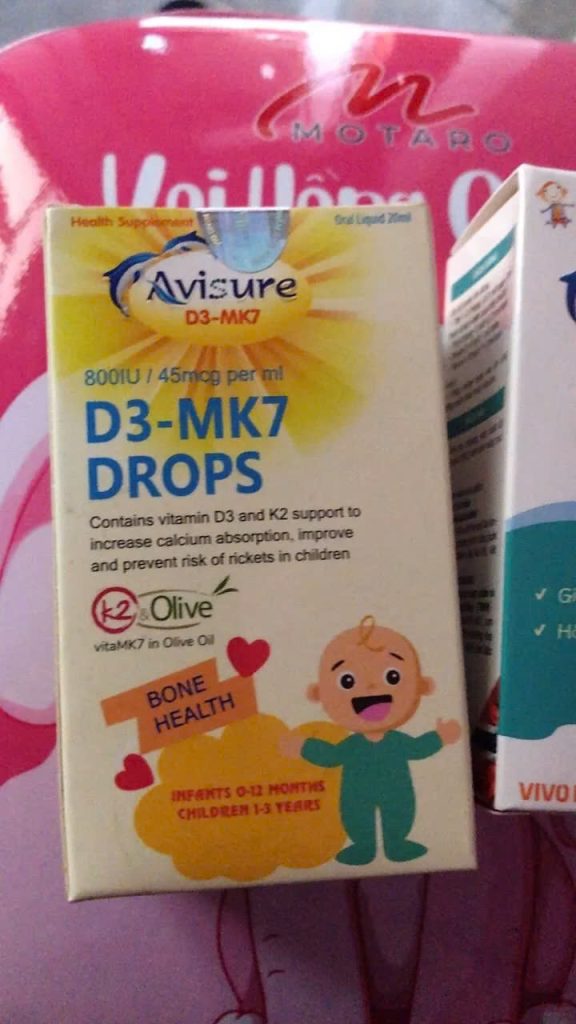 MOTARO
Voi Hồng
Health Supplement
Oral Liquid 20ml
Avisure
D3-MK7
800IU / 45mcg per ml
D3-MK7
DROPS
Contains vitamin D3 and K2 support to
increase calcium absorption, improve
and prevent risk of rickets in children
k2 & Olive
vitaMK7 in Olive Oil
BONE
HEALTH
INFANTS 0-12 MONTHS
CHILDREN 1-3 YEARS
VIVO